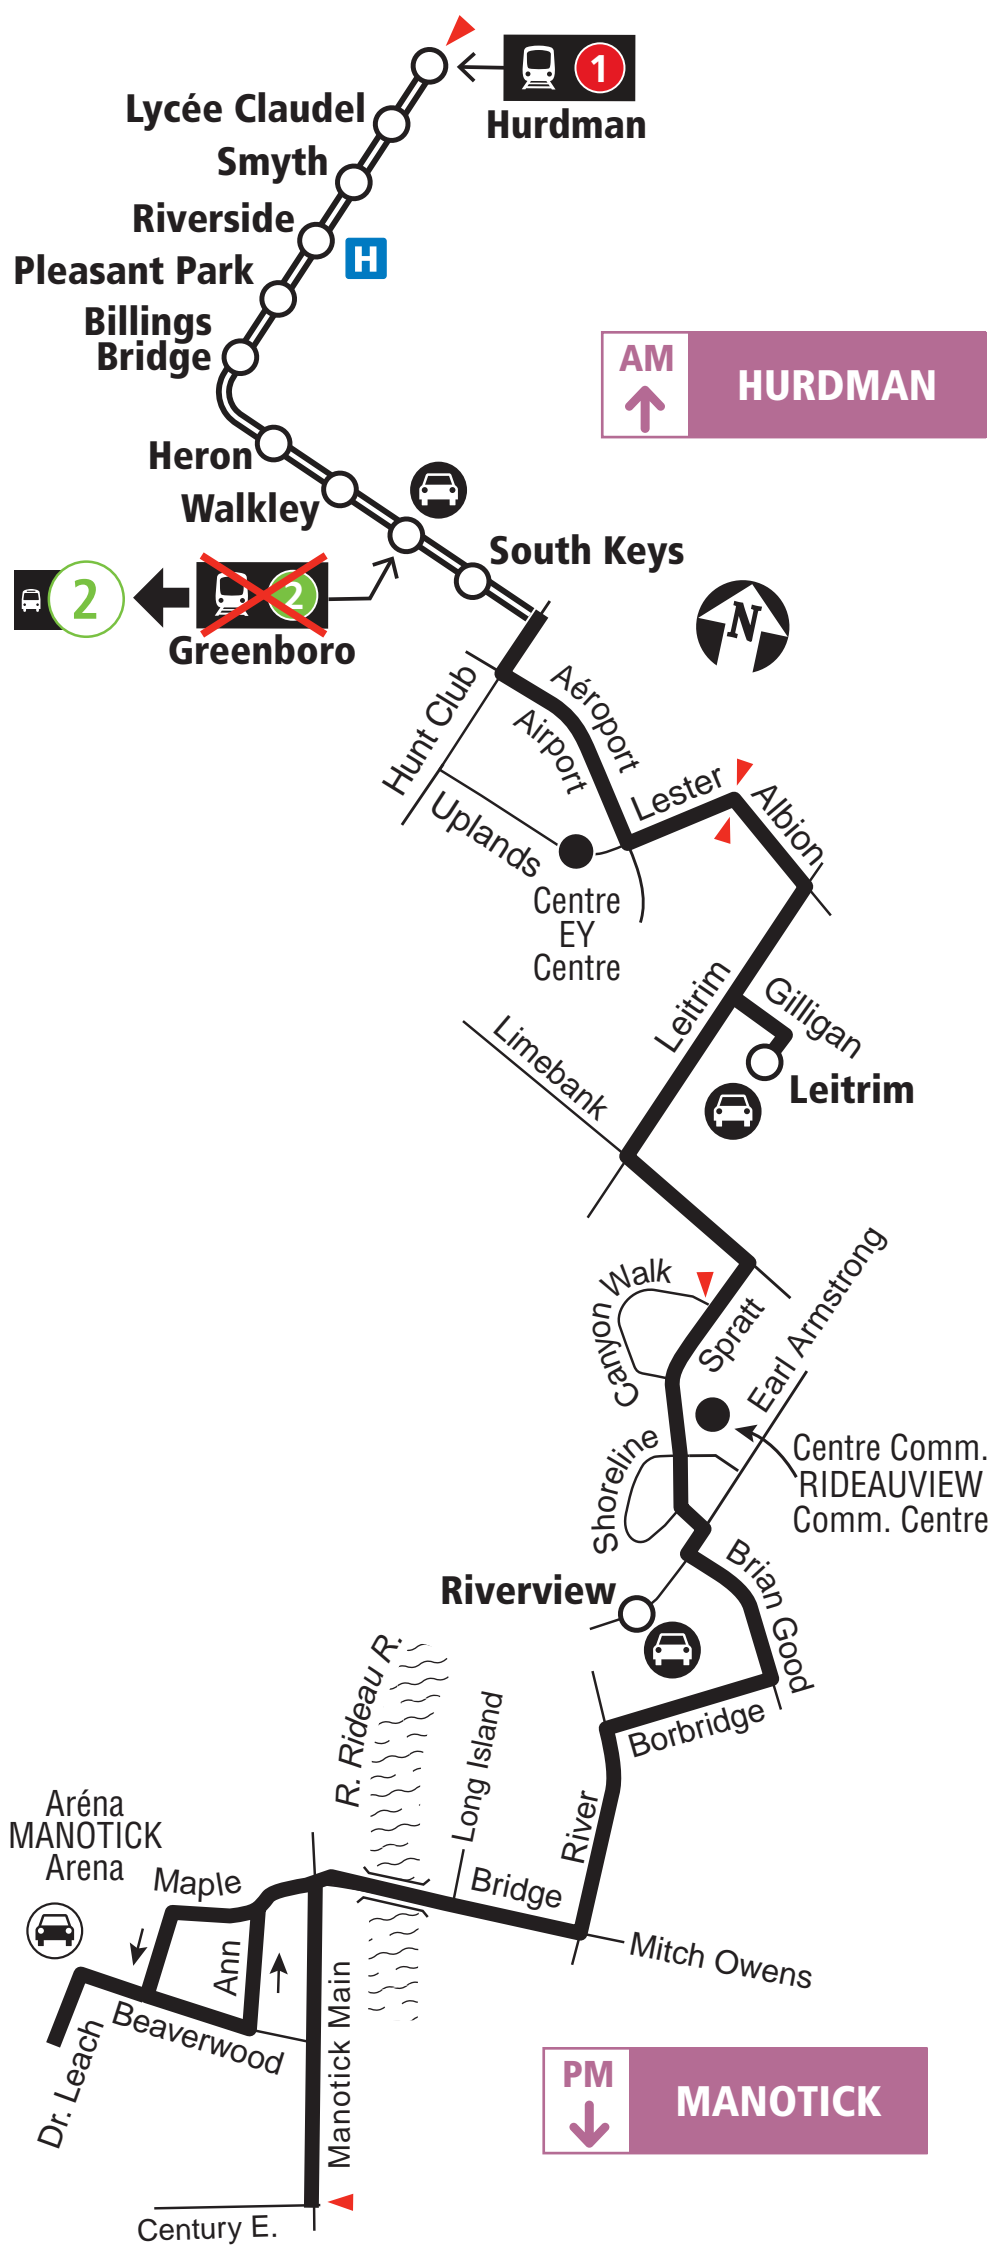 1
Hurdman
Lycée Claudel
Smyth
Riverside
H
Pleasant Park
Billings
Bridge
AM
HURDMAN
Heron
Walkley
South Keys
2
2
Greenboro
N
Hunt Club
Aéroport
Airport
Uplands
Lester
Albion
Centre
EY
Centre
Leitrim
Gilligan
Limebank
Leitrim
Canyon Walk
Spratt
Earl Armstrong
Centre Comm.
RIDEAUVIEW
Comm. Centre
Shoreline
Brian Good
Riverview
R. Rideau R.
Long Island
Borbridge
River
Aréna
MANOTICK
Arena
Maple
Bridge
Ann
Mitch Owens
Beaverwood
Manotick Main
Dr. Leach
PM
MANOTICK
Century E.